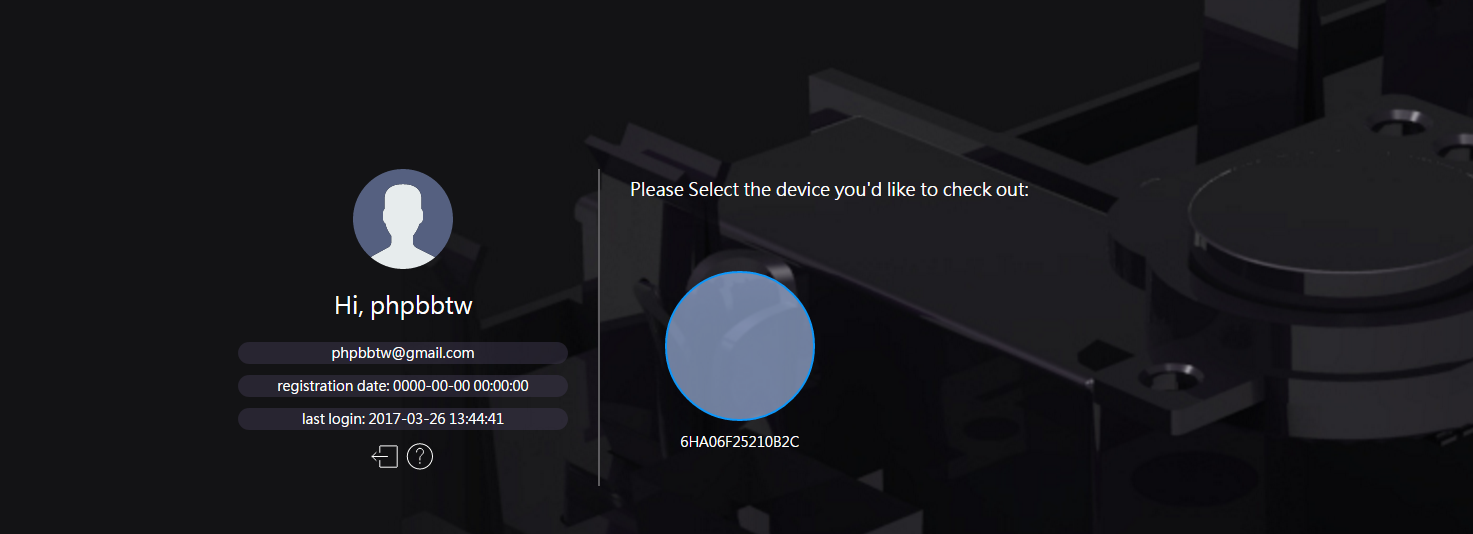 Please Select the device you'd like to check out:
Hi, phpbbtw
phpbbtw@gmail.com
registration date: 0000-00-00 00:00:00
last login: 2017-03-26 13:44:41
?
6HA06F25210B2C